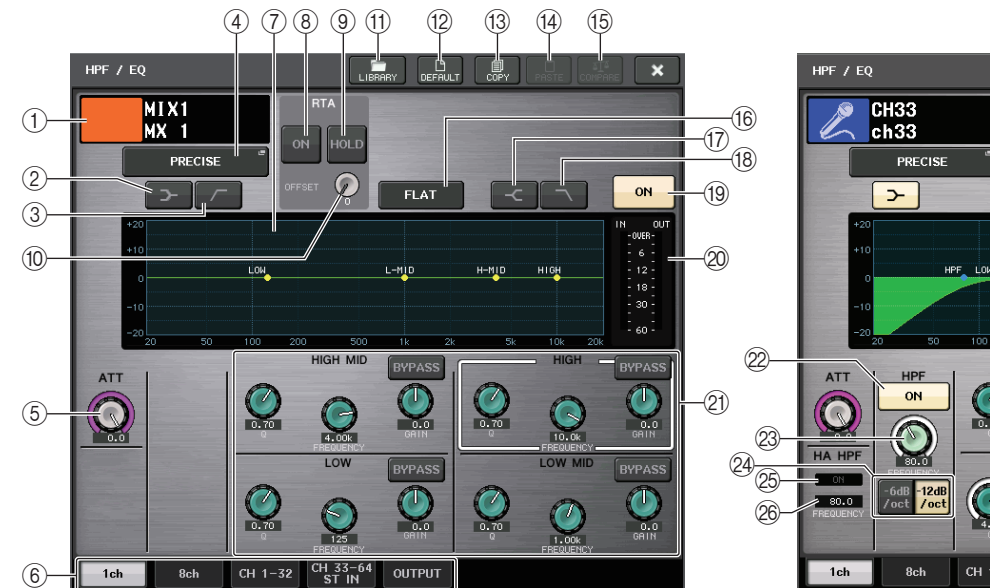 ④ ⑦ ⑧ ⑨ ⑪ ⑫ ⑬ ⑭ ⑮
HPF / EQ
LIBRARY DEFAULT COPY PASTE COMPARE
①
MIX1
MX 1
RTA
ON HOLD
OFFSET
0
PRECISE
FLAT
ON
② ③ ⑩ ⑯ ⑰ ⑱ ⑲
+20
+10
0
-10
-20
LOW L-MID H-MID HIGH
20 50 100 200 500 1k 2k 5k 10k 20k
IN OUT
-OVER-
6
12
18
30
60
⑳
ATT
0.0
⑤
HIGH MID
BYPASS
0.70
Q
4.00k
FREQUENCY
0.0
GAIN
HIGH
BYPASS
0.70
Q
10.0k
FREQUENCY
0.0
GAIN
㉑
LOW
BYPASS
0.70
Q
125
FREQUENCY
0.0
GAIN
LOW MID
BYPASS
0.70
Q
1.00k
FREQUENCY
0.0
GAIN
⑥
1ch 8ch CH 1-32 CH 33-64
ST IN OUTPUT
HPF / EQ
CH33
ch33
PRECISE
+20
+10
0
-10
-20
HPF LOW
20 50 100
㉒
ATT
0.0
HPF
ON
㉓
80.0
FREQUENCY
㉔
HA HPF
㉕
ON
㉖
80.0
FREQUENCY
-6dB
/oct
-12dB
/oct
1ch 8ch CH